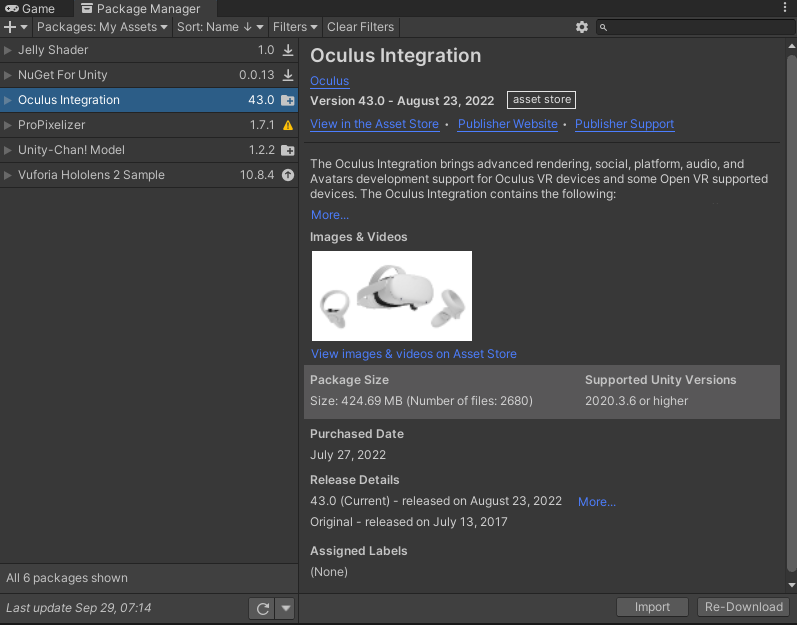 Game
Package Manager
Packages: My Assets
Sort: Name ↓
Filters
Clear Filters
Jelly Shader 1.0
NuGet For Unity 0.0.13
Oculus Integration 43.0
ProPixelizer 1.7.1
Unity-Chan! Model 1.2.2
Vuforia Hololens 2 Sample 10.8.4
All 6 packages shown
Last update Sep 29, 07:14
Oculus Integration
Oculus
Version 43.0 - August 23, 2022 asset store
View in the Asset Store • Publisher Website • Publisher Support
The Oculus Integration brings advanced rendering, social, platform, audio, and
Avatars development support for Oculus VR devices and some Open VR supported
devices. The Oculus Integration contains the following:
More...
Images & Videos
View images & videos on Asset Store
Package Size Supported Unity Versions
Size: 424.69 MB (Number of files: 2680) 2020.3.6 or higher
Purchased Date
July 27, 2022
Release Details
43.0 (Current) - released on August 23, 2022 More...
Original - released on July 13, 2017
Assigned Labels
(None)
Import Re-Download